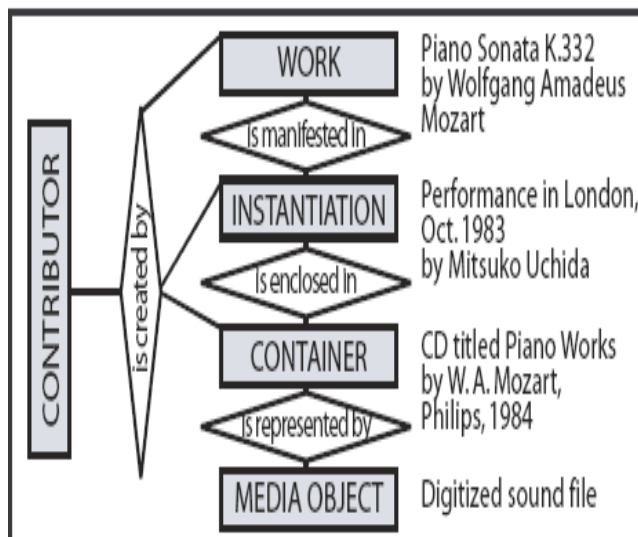 CONTRIBUTOR
is created by
WORK
Piano Sonata K.332
by Wolfgang Amadeus
Mozart
Is manifested in
INSTANTIATION
Performance in London,
Oct. 1983
by Mitsuko Uchida
Is enclosed in
CONTAINER
CD titled Piano Works
by W. A. Mozart,
Philips, 1984
Is represented by
MEDIA OBJECT
Digitized sound file